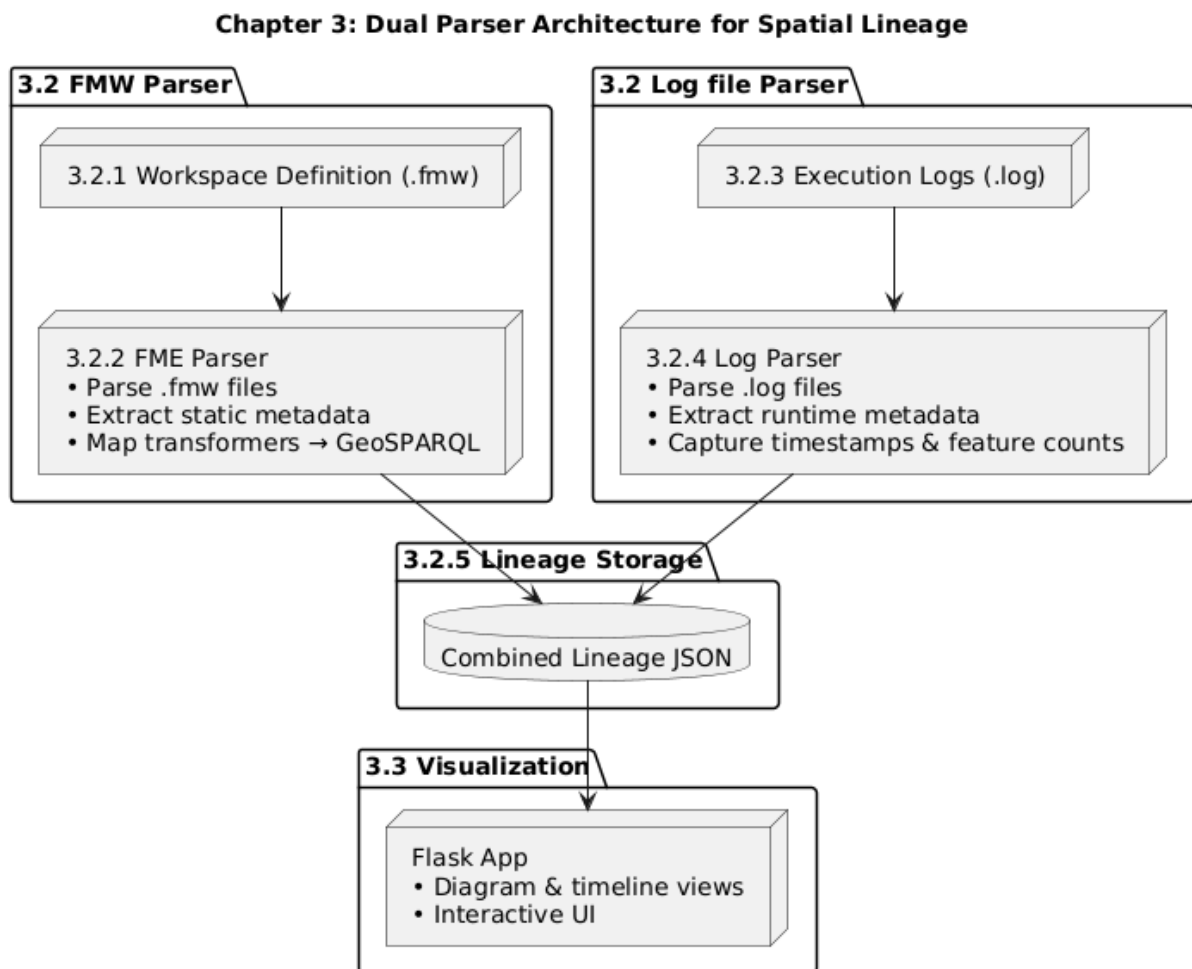 Chapter 3: Dual Parser Architecture for Spatial Lineage
3.2 FMW Parser
3.2.1 Workspace Definition (.fmw)
3.2.2 FME Parser
• Parse .fmw files
• Extract static metadata
• Map transformers → GeoSPARQL
3.2 Log file Parser
3.2.3 Execution Logs (.log)
3.2.4 Log Parser
• Parse .log files
• Extract runtime metadata
• Capture timestamps & feature counts
3.2.5 Lineage Storage
Combined Lineage JSON
3.3 Visualization
Flask App
• Diagram & timeline views
• Interactive UI